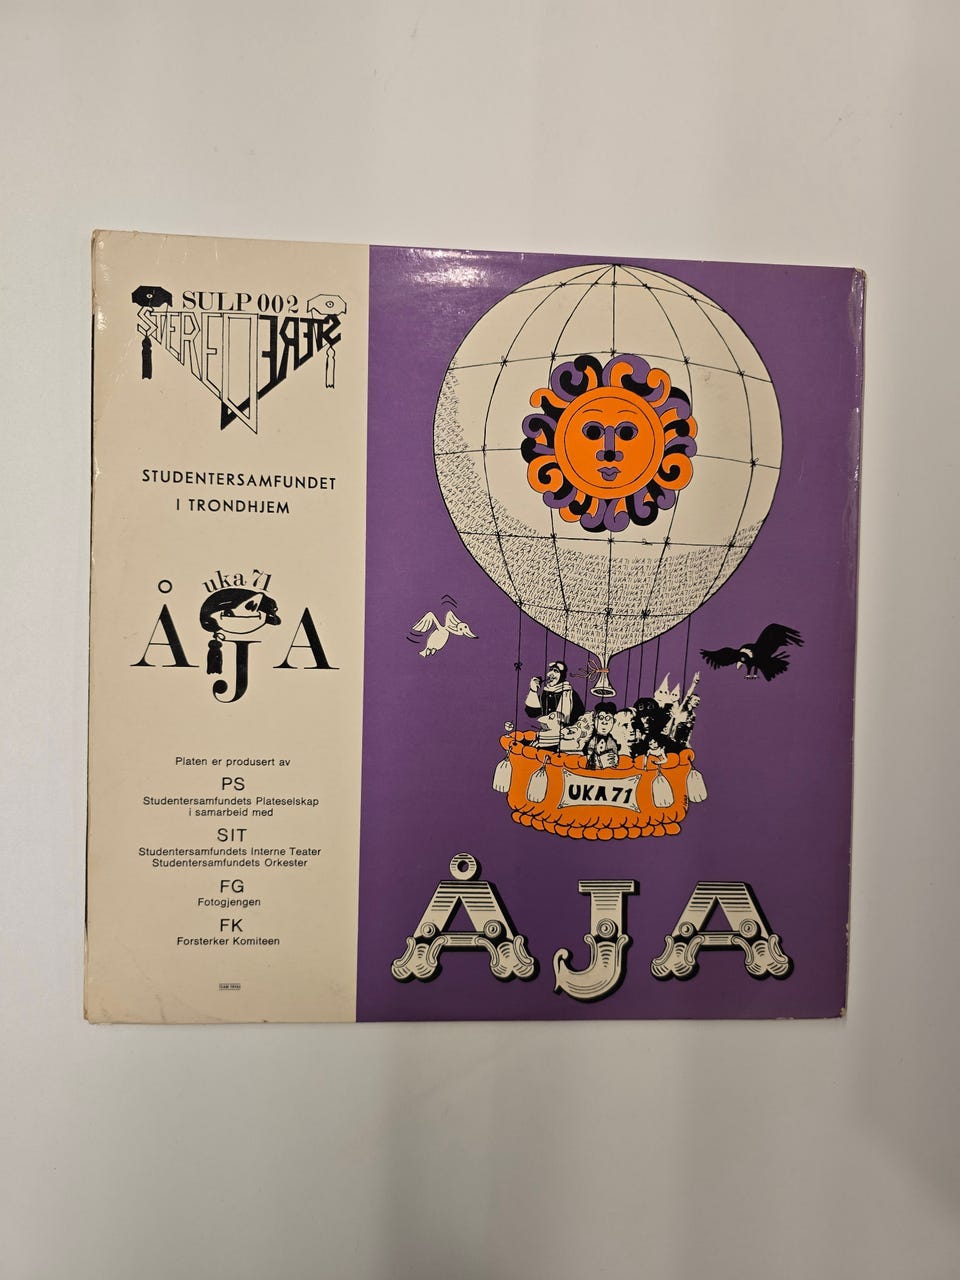 SULP 002
STEREO
STUDENTERSAMFUNDET
I TRONDHJEM
uka 71
ÅJA
Platen er produsert av
PS
Studentersamfundets Plateselskap
i samarbeid med
SIT
Studentersamfundets Interne Teater
Studentersamfundets Orkester
FG
Fotogjengen
FK
Forsterker Komiteen
UKA 71
ÅJA